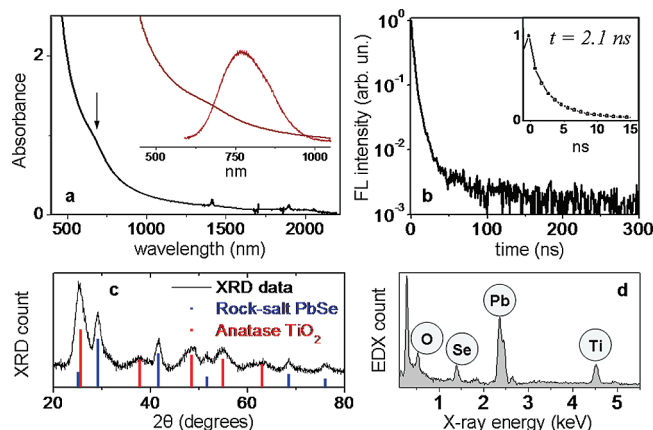 2
Absorbance
1
0
a
450 750 1050
nm
500 1000 1500 2000
wavelength (nm)
10⁰
10⁻¹
10⁻²
10⁻³
FL intensity (arb. un.)
b
t = 2.1 ns
1
0
0 5 10 15
ns
0 100 200 300
time (ns)
XRD count
c
XRD data
Rock-salt PbSe
Anatase TiO₂
20 40 60 80
2θ (degrees)
EDX count
d
O
Se
Pb
Ti
1 2 3 4 5
X-ray energy (keV)